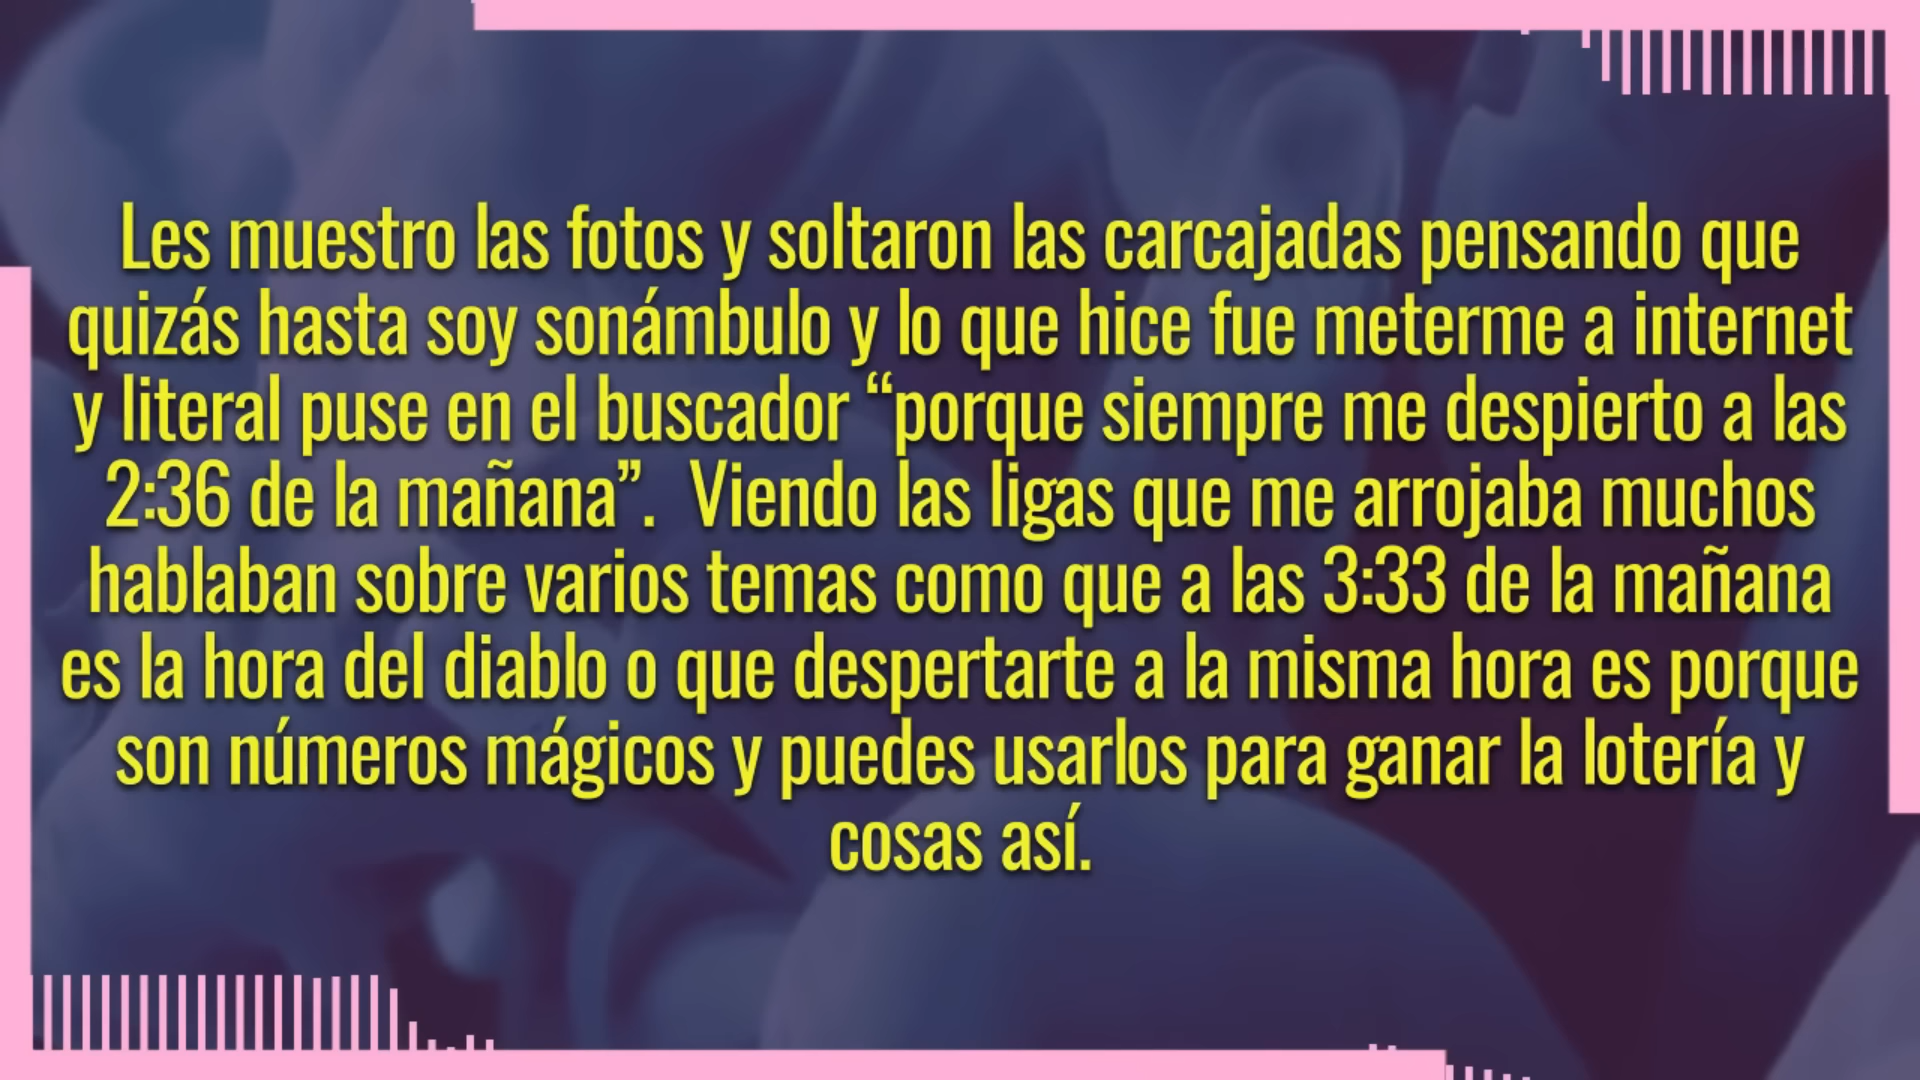 Les muestro las fotos y soltaron las carcajadas pensando que
quizás hasta soy sonámbulo y lo que hice fue meterme a internet
y literal puse en el buscador “porque siempre me despierto a las
2:36 de la mañana”.  Viendo las ligas que me arrojaba muchos
hablaban sobre varios temas como que a las 3:33 de la mañana
es la hora del diablo o que despertarte a la misma hora es porque
son números mágicos y puedes usarlos para ganar la lotería y
cosas así.